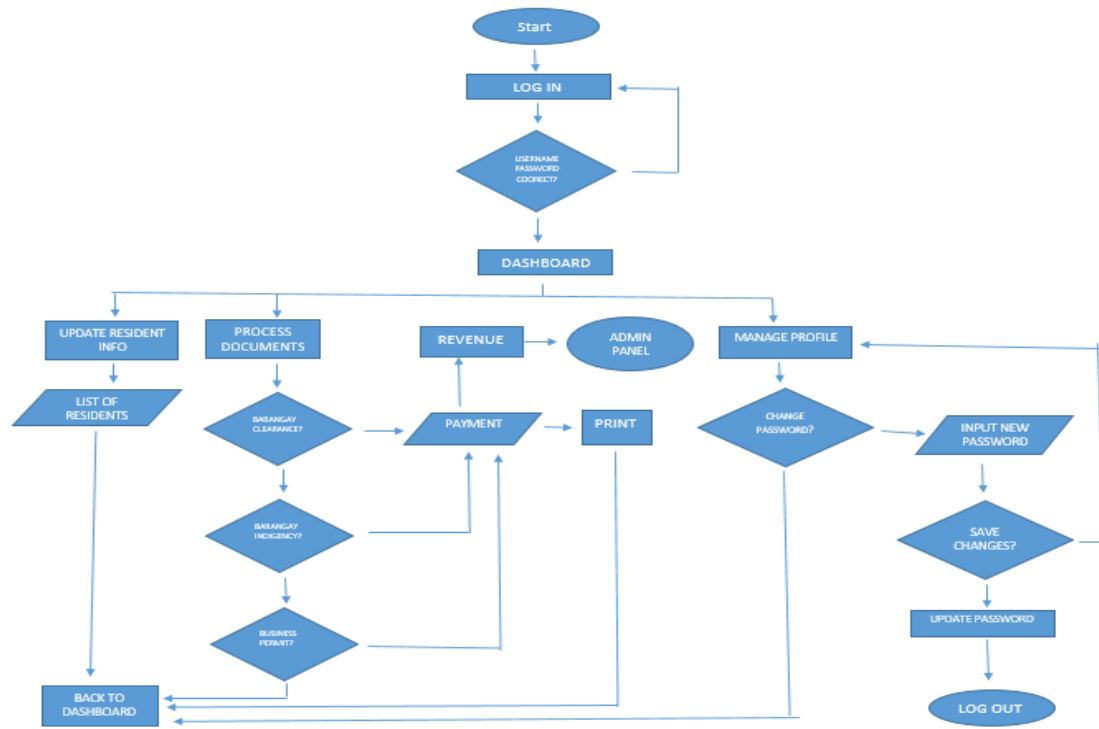 Start
LOG IN
USERNAME
PASSWORD
COORECT?
DASHBOARD
UPDATE RESIDENT
INFO
PROCESS
DOCUMENTS
REVENUE
ADMIN
PANEL
MANAGE PROFILE
LIST OF
RESIDENTS
BARANGAY
CLEARANCE?
PAYMENT
PRINT
CHANGE
PASSWORD?
INPUT NEW
PASSWORD
BARANGAY
INDIGENCY?
SAVE
CHANGES?
BUSINESS
PERMIT?
UPDATE PASSWORD
BACK TO
DASHBOARD
LOG OUT